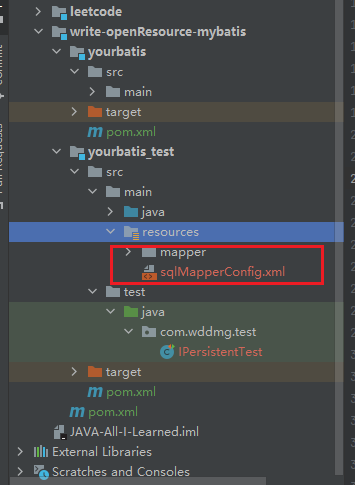 leetcode
write-openResource-mybatis
yourbatis
src
main
target
pom.xml
yourbatis_test
src
main
java
resources
mapper
sqlMapperConfig.xml
test
java
com.wddmg.test
IPersistentTest
target
pom.xml
pom.xml
JAVA-All-I-Learned.iml
External Libraries
Scratches and Consoles